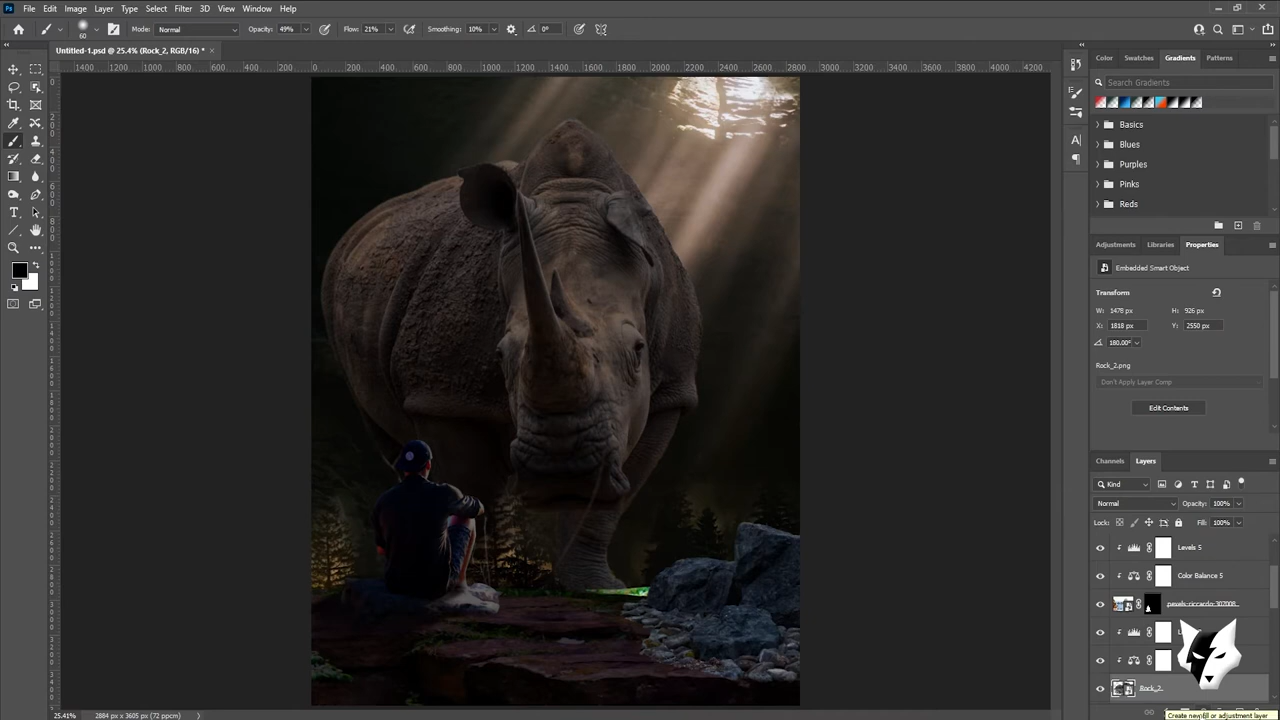 Ps File Edit Image Layer Type Select Filter 3D View Window Help
60 Mode: Normal Opacity: 49% Flow: 21% Smoothing: 10% 0°
Untitled-1.psd @ 25.4% (Rock_2, RGB/16) * ×
1400 1200 1000 800 600 400 200 0 200 400 600 800 1000 1200 1400 1600 1800 2000 2200 2400 2600 2800 3000 3200 3400 3600 3800 4000 4200
Color Swatches Gradients Patterns
Search Gradients
Basics
Blues
Purples
Pinks
Reds
Adjustments Libraries Properties
Embedded Smart Object
Transform
W: 1478 px H: 926 px
X: 1818 px Y: 2550 px
180.00°
Rock_2.png
Don't Apply Layer Comp
Edit Contents
Channels Layers
Kind
Normal Opacity: 100%
Lock: Fill: 100%
Levels 5
Color Balance 5
Rock_2
Create new fill or adjustment layer
25.41% 2884 px x 3605 px (72 ppcm)